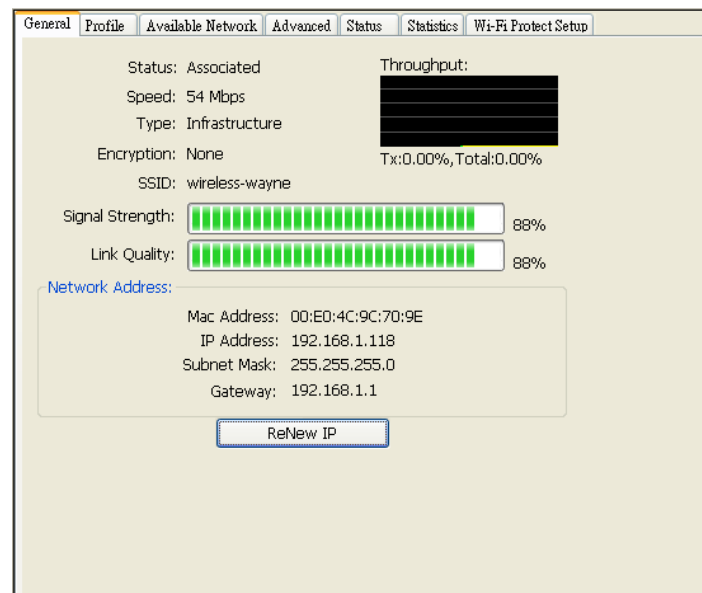 General Profile Available Network Advanced Status Statistics Wi-Fi Protect Setup
Status: Associated
Throughput:
Speed: 54 Mbps
Type: Infrastructure
Encryption: None
Tx:0.00%,Total:0.00%
SSID: wireless-wayne
Signal Strength: 88%
Link Quality: 88%
Network Address:
Mac Address: 00:E0:4C:9C:70:9E
IP Address: 192.168.1.118
Subnet Mask: 255.255.255.0
Gateway: 192.168.1.1
ReNew IP